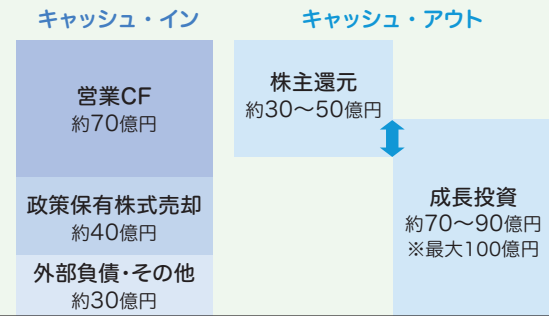 キャッシュ・イン
営業CF
約70億円
政策保有株式売却
約40億円
外部負債・その他
約30億円
キャッシュ・アウト
株主還元
約30～50億円
成長投資
約70～90億円
※最大100億円